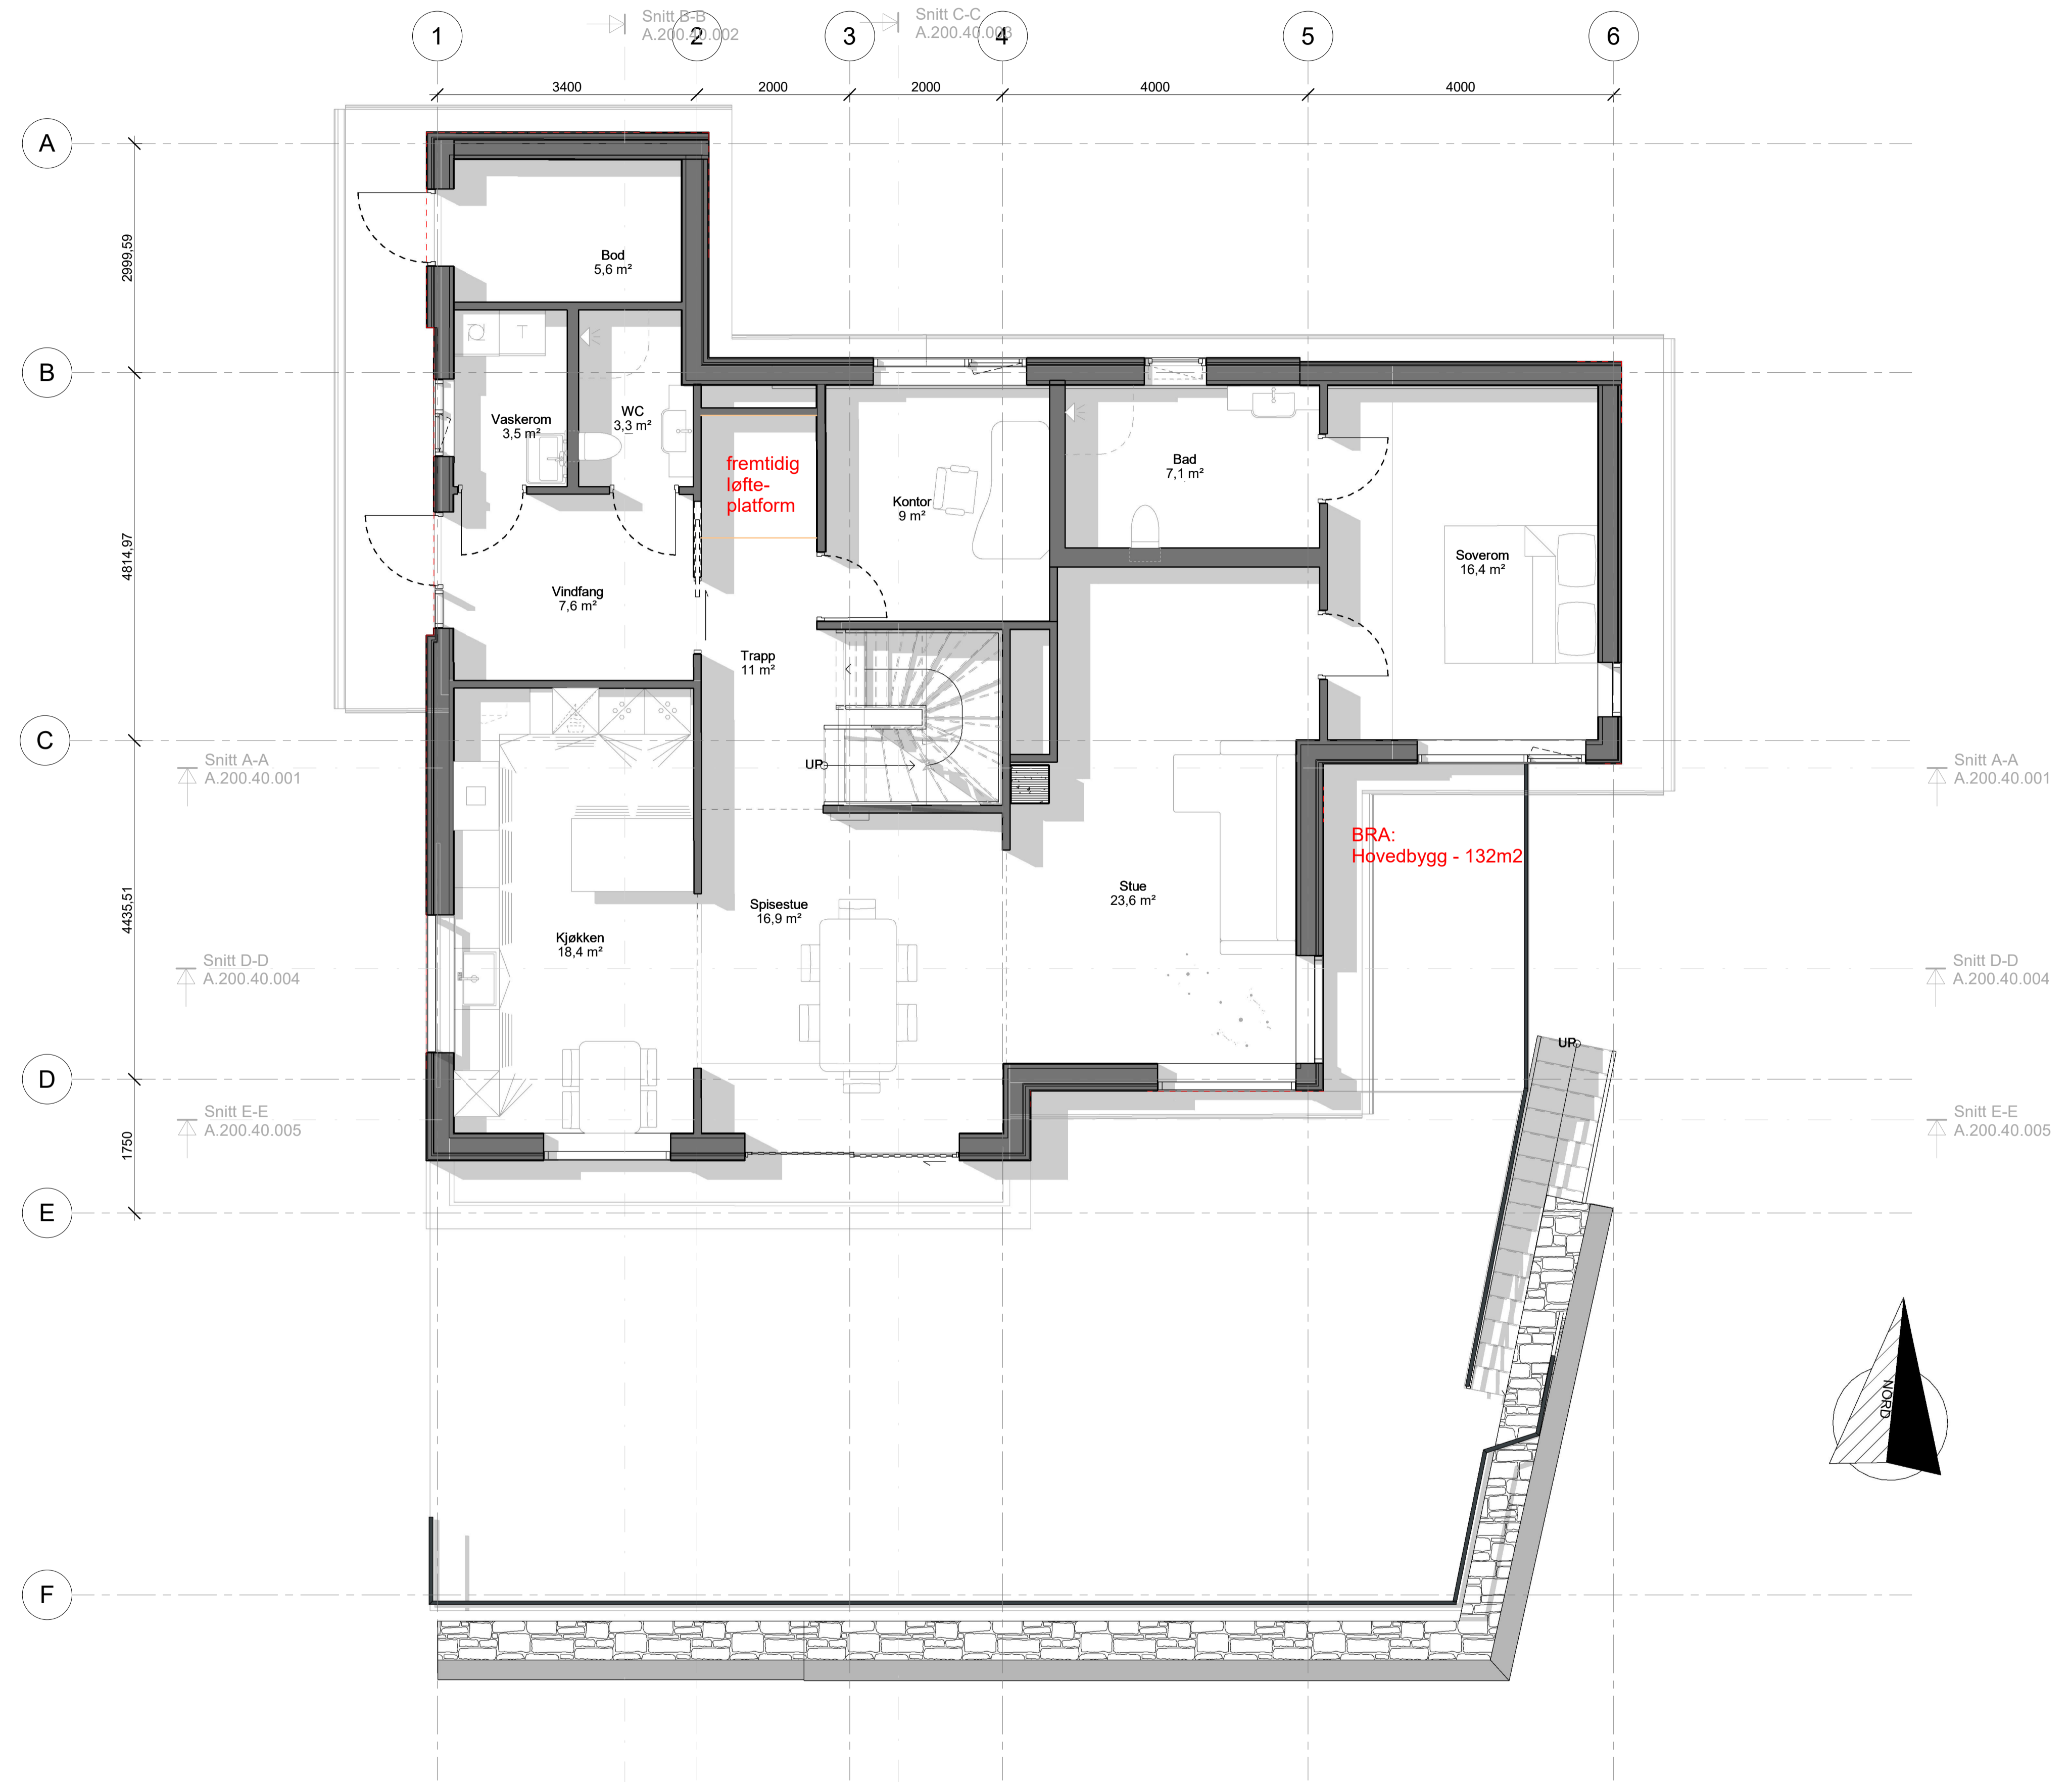 Snitt B-B
A.200.40.002
Snitt C-C
A.200.40.003
1
2
3
4
5
6
3400
2000
2000
4000
4000
A
B
C
D
E
F
2999,59
4814,97
4435,51
1750
Bod
5,6 m²
Vaskerom
3,5 m²
WC
3,3 m²
T
fremtidig
løfte-
platform
Kontor
9 m²
Bad
7,1 m²
Soverom
16,4 m²
Vindfang
7,6 m²
Trapp
11 m²
UP
Snitt A-A
A.200.40.001
Snitt A-A
A.200.40.001
BRA:
Hovedbygg - 132m2
Stue
23,6 m²
Spisestue
16,9 m²
Kjøkken
18,4 m²
Snitt D-D
A.200.40.004
Snitt D-D
A.200.40.004
UP
Snitt E-E
A.200.40.005
Snitt E-E
A.200.40.005
NORD